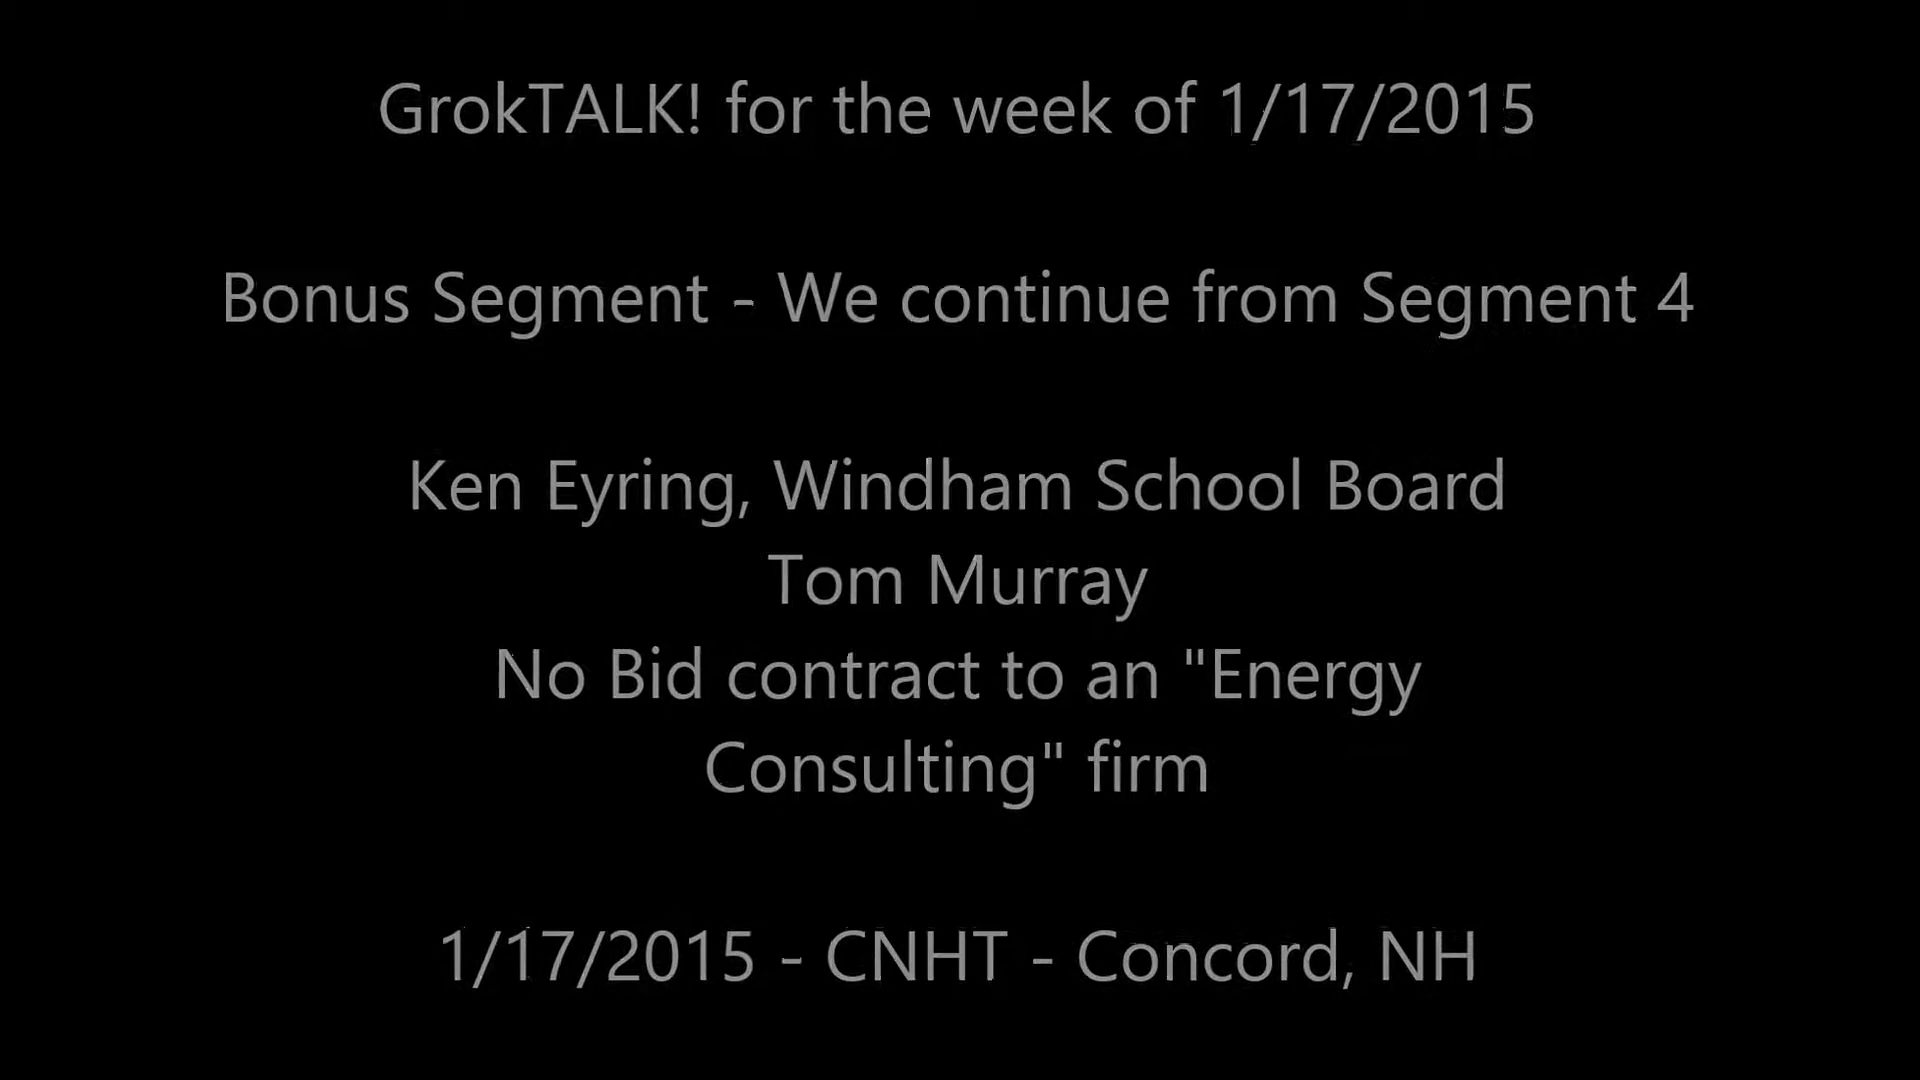 GrokTALK! for the week of 1/17/2015
Bonus Segment - We continue from Segment 4
Ken Eyring, Windham School Board
Tom Murray
No Bid contract to an "Energy
Consulting" firm
1/17/2015 - CNHT - Concord, NH